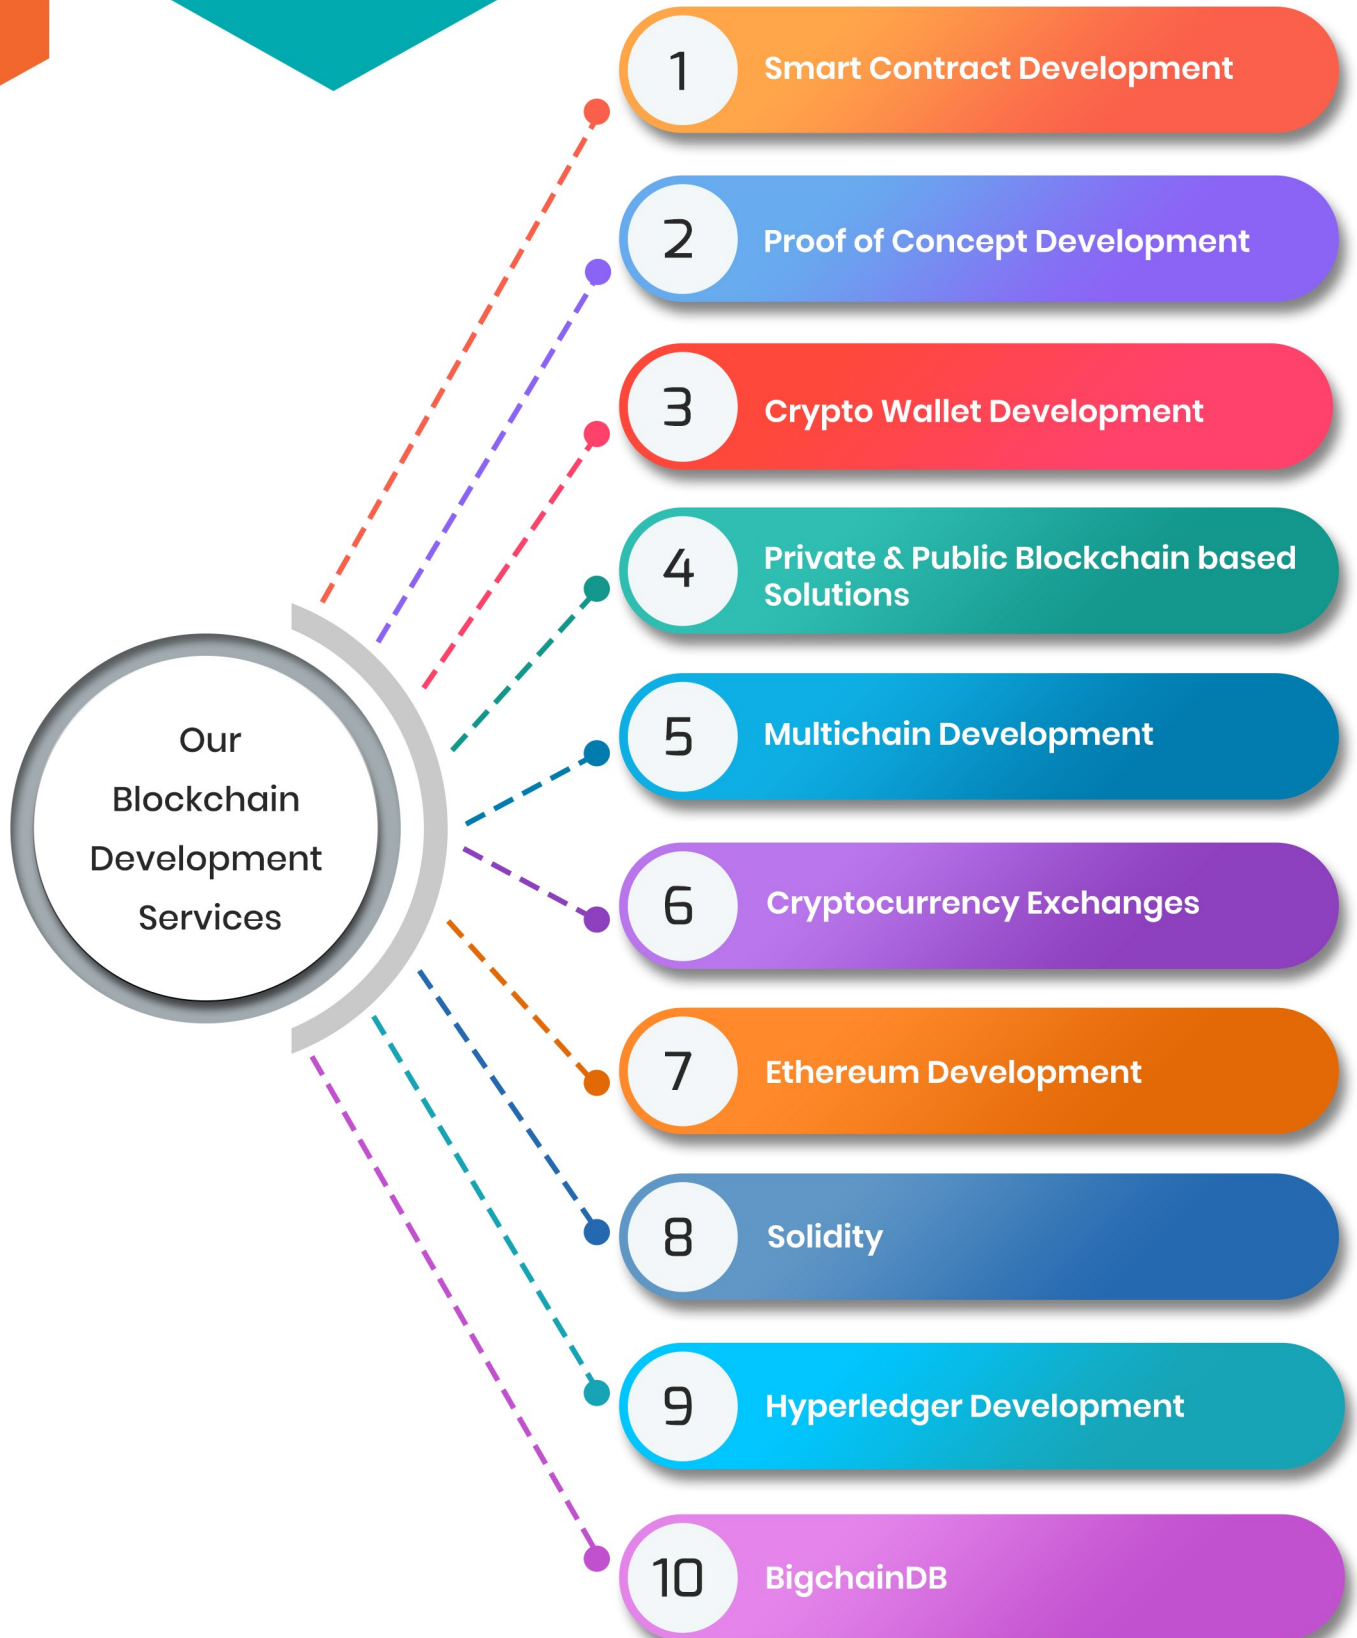 1
Smart Contract Development
2
Proof of Concept Development
3
Crypto Wallet Development
4
Private & Public Blockchain based
Solutions
5
Multichain Development
Our
Blockchain
Development
Services
6
Cryptocurrency Exchanges
7
Ethereum Development
8
Solidity
9
Hyperledger Development
10
BigchainDB